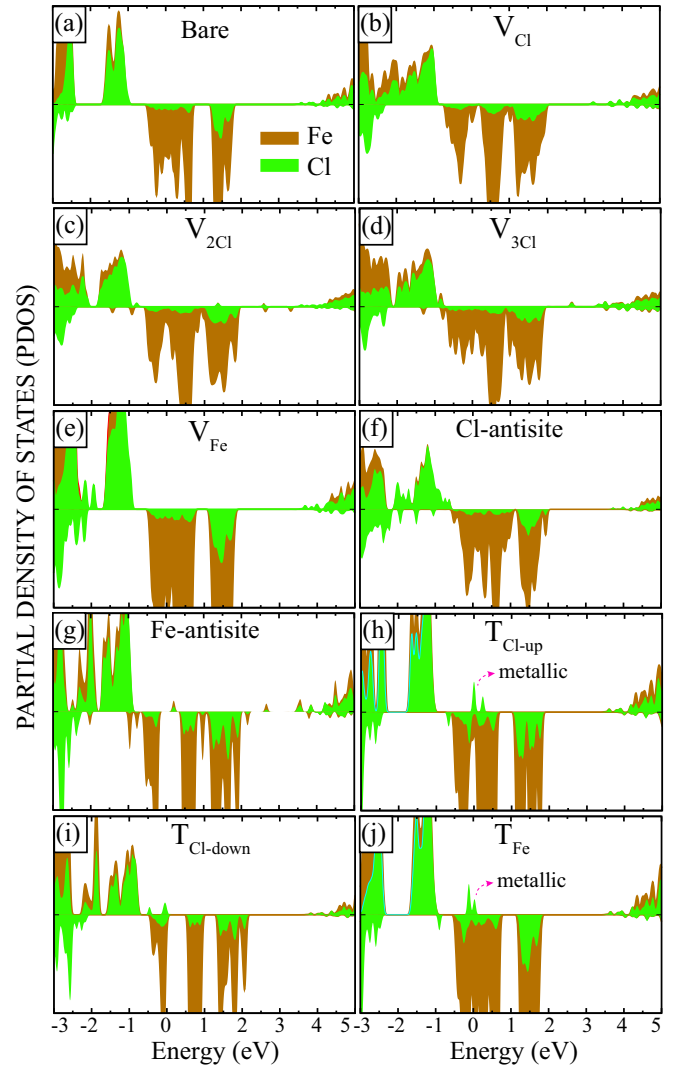 PARTIAL DENSITY OF STATES (PDOS)
(a) Bare
Fe
Cl
(b) V_Cl
(c) V_2Cl
(d) V_3Cl
(e) V_Fe
(f) Cl-antisite
(g) Fe-antisite
(h) T_Cl-up
metallic
(i) T_Cl-down
(j) T_Fe
metallic
-3 -2 -1 0 1 2 3 4 5 -3 -2 -1 0 1 2 3 4 5
Energy (eV) Energy (eV)